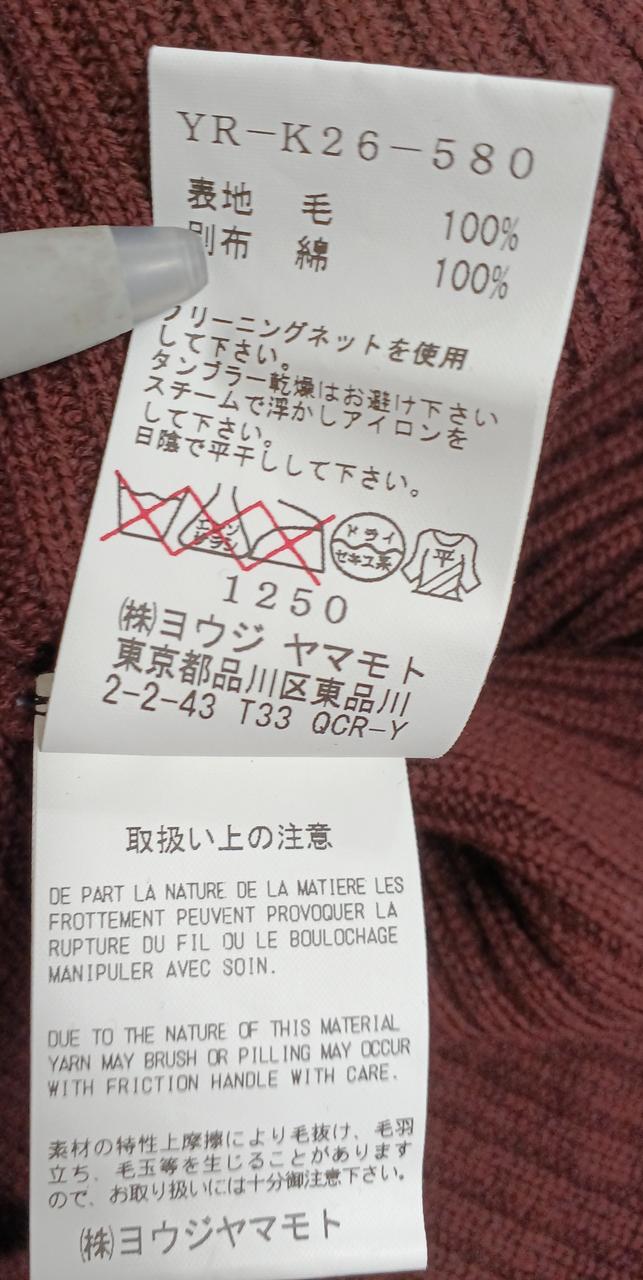 YR-K26-580
表地 毛 100%
別布 綿 100%
クリーニングネットを使用
して下さい。
タンブラー乾燥はお避け下さい
スチームで浮かしアイロンを
して下さい。
日陰で平干しして下さい。
エンソ
サラシ
ドライ
セキユ系
平
1250
㈱ヨウジ ヤマモト
東京都品川区東品川
2-2-43 T33 QCR-Y
取扱い上の注意
DE PART LA NATURE DE LA MATIERE LES
FROTTEMENT PEUVENT PROVOQUER LA
RUPTURE DU FIL OU LE BOULOCHAGE
MANIPULER AVEC SOIN.
DUE TO THE NATURE OF THIS MATERIAL
YARN MAY BRUSH OR PILLING MAY OCCUR
WITH FRICTION HANDLE WITH CARE.
素材の特性上摩擦により毛抜け、毛羽
立ち、毛玉等を生じることがあります
ので、お取り扱いには十分御注意下さい。
㈱ヨウジヤマモト